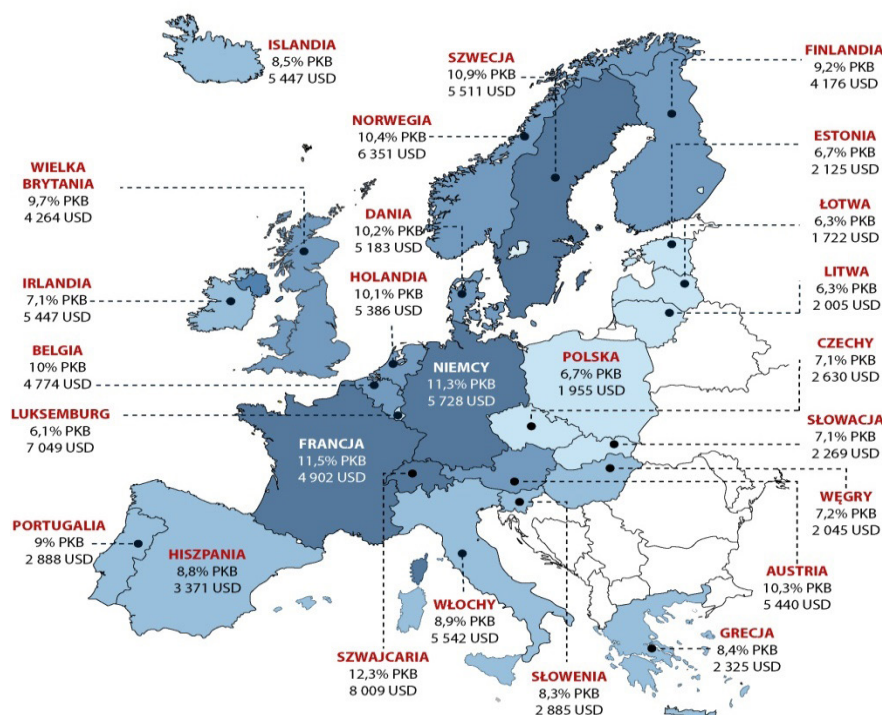 ISLANDIA
8,5% PKB
5 447 USD
SZWECJA
10,9% PKB
5 511 USD
FINLANDIA
9,2% PKB
4 176 USD
NORWEGIA
10,4% PKB
6 351 USD
ESTONIA
6,7% PKB
2 125 USD
WIELKA
BRYTANIA
9,7% PKB
4 264 USD
DANIA
10,2% PKB
5 183 USD
ŁOTWA
6,3% PKB
1 722 USD
IRLANDIA
7,1% PKB
5 447 USD
HOLANDIA
10,1% PKB
5 386 USD
LITWA
6,3% PKB
2 005 USD
BELGIA
10% PKB
4 774 USD
NIEMCY
11,3% PKB
5 728 USD
POLSKA
6,7% PKB
1 955 USD
CZECHY
7,1% PKB
2 630 USD
LUKSEMBURG
6,1% PKB
7 049 USD
FRANCJA
11,5% PKB
4 902 USD
SŁOWACJA
7,1% PKB
2 269 USD
WĘGRY
7,2% PKB
2 045 USD
PORTUGALIA
9% PKB
2 888 USD
HISZPANIA
8,8% PKB
3 371 USD
AUSTRIA
10,3% PKB
5 440 USD
WŁOCHY
8,9% PKB
5 542 USD
GRECJA
8,4% PKB
2 325 USD
SZWAJCARIA
12,3% PKB
8 009 USD
SŁOWENIA
8,3% PKB
2 885 USD